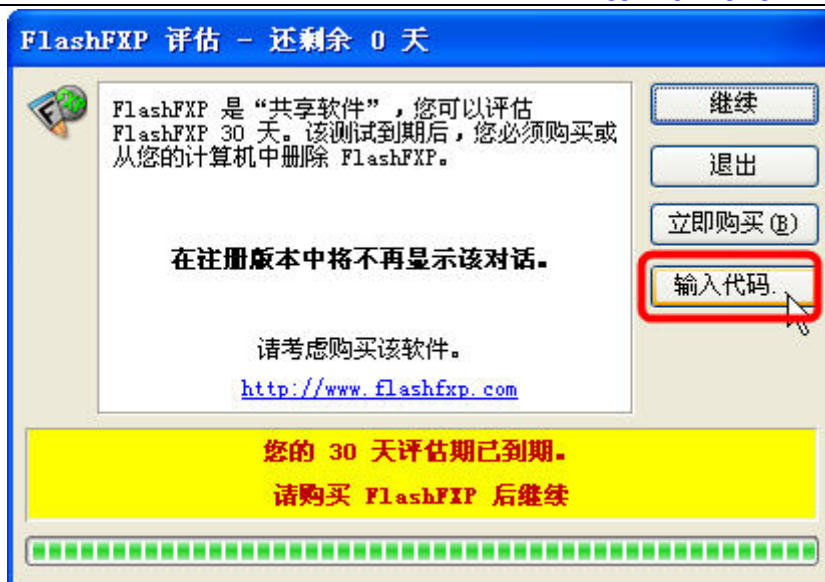 FlashFXP 评估 - 还剩余 0 天
FlashFXP 是“共享软件”，您可以评估
FlashFXP 30 天。该测试到期后，您必须购买或
从您的计算机中删除 FlashFXP。
在注册版本中将不再显示该对话。
请考虑购买该软件。
http://www.flashfxp.com
继续
退出
立即购买(B)
输入代码.
您的 30 天评估期已到期。
请购买 FlashFXP 后继续